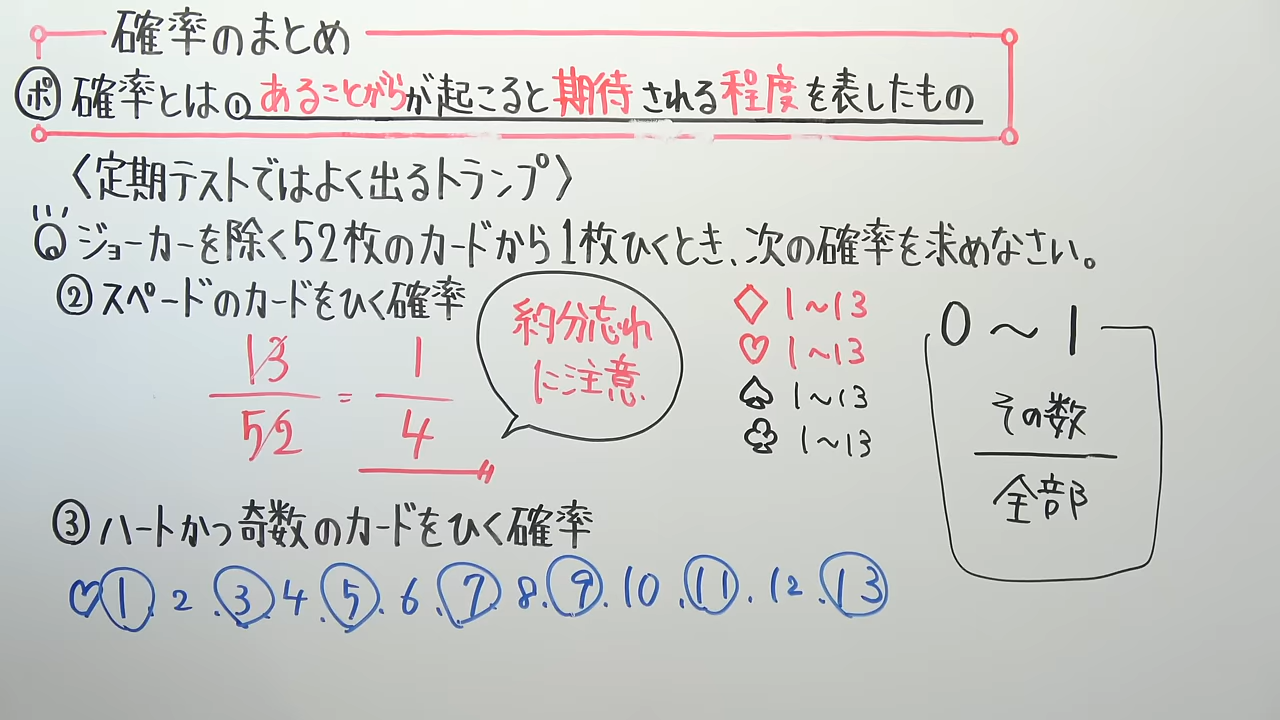 確率のまとめ
ポ 確率とは①あることがらが起こると期待される程度を表したもの
〈定期テストではよく出るトランプ〉
ジョーカーを除く52枚のカードから1枚ひくとき、次の確率を求めなさい。
②スペードのカードをひく確率
13/52 = 1/4
約分忘れ
に注意
♢ 1~13
♡ 1~13
♤ 1~13
♧ 1~13
0~1
その数
全部
③ハートかつ奇数のカードをひく確率
♡ 1. 2 .3 4 .5. 6 .7 8. 9. 10 .11. 12 .13